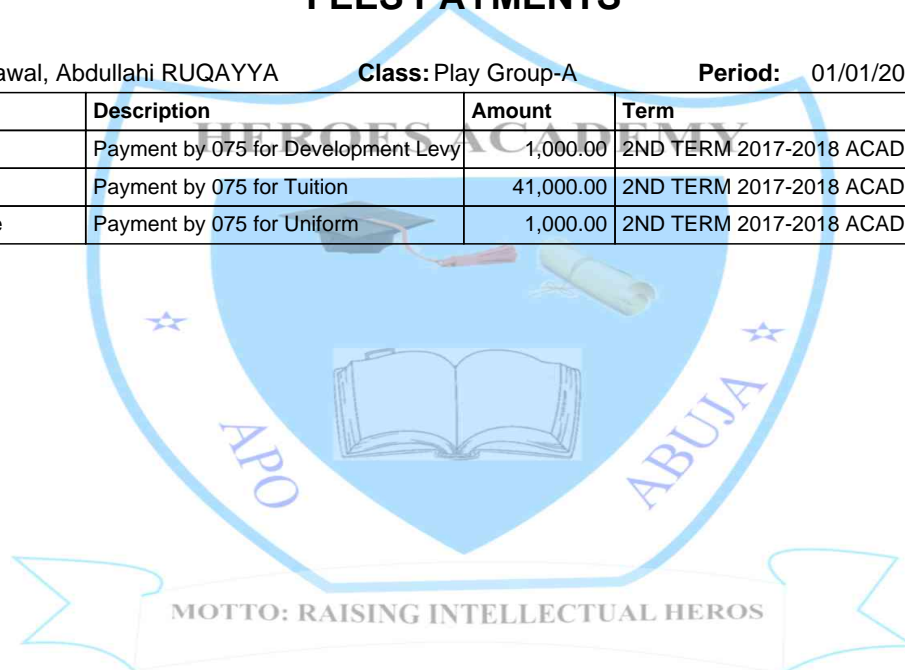 FEES PAYMENTS
awal, Abdullahi RUQAYYA Class: Play Group-A Period: 01/01/20
Description Amount Term
HEROES ACADEMY
Payment by 075 for Development Levy 1,000.00 2ND TERM 2017-2018 ACAD
Payment by 075 for Tuition 41,000.00 2ND TERM 2017-2018 ACAD
e Payment by 075 for Uniform 1,000.00 2ND TERM 2017-2018 ACAD
APO ABUJA
MOTTO: RAISING INTELLECTUAL HEROS